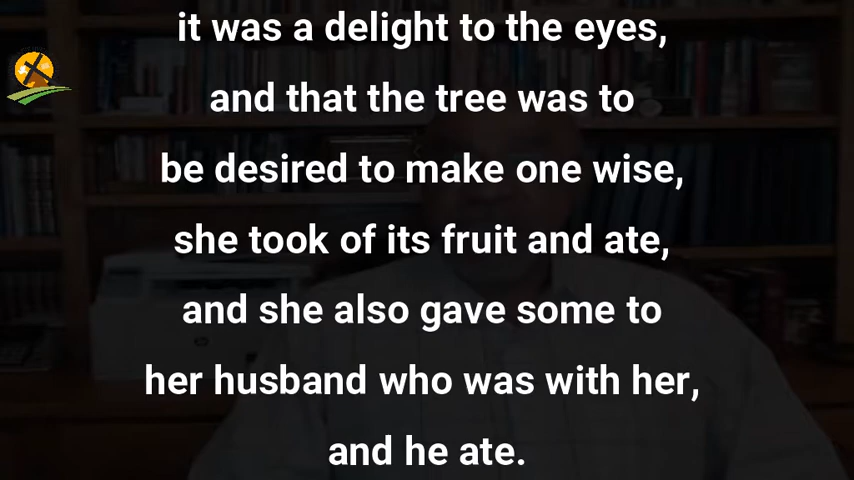 it was a delight to the eyes,
and that the tree was to
be desired to make one wise,
she took of its fruit and ate,
and she also gave some to
her husband who was with her,
and he ate.